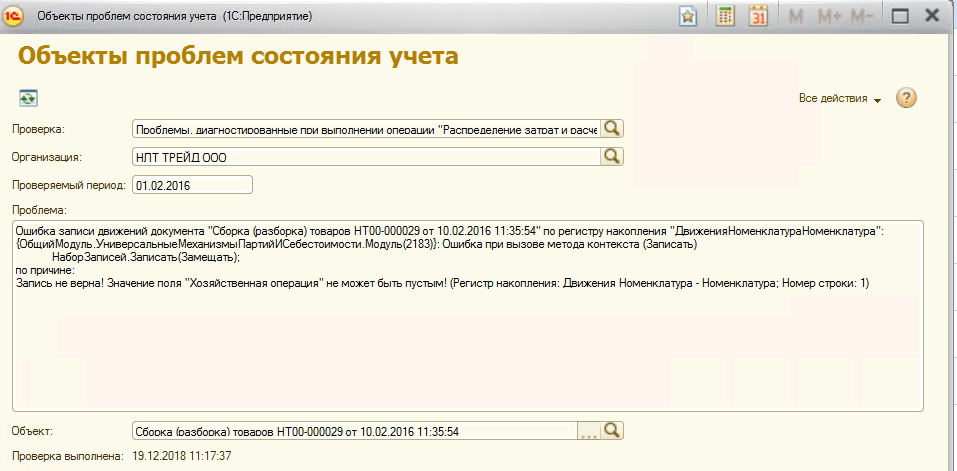 Объекты проблем состояния учета (1С:Предприятие)
M M+ M-
31
Объекты проблем состояния учета
Все действия
?
Проверка: Проблемы, диагностированные при выполнении операции "Распределение затрат и расче
Организация: НЛТ ТРЕЙД ООО
Проверяемый период: 01.02.2016
Проблема:
Ошибка записи движений документа "Сборка (разборка) товаров НТ00-000029 от 10.02.2016 11:35:54" по регистру накопления "ДвиженияНоменклатураНоменклатура":
{ОбщийМодуль.УниверсальныеМеханизмыПартийИСебестоимости.Модуль(2183)}: Ошибка при вызове метода контекста (Записать)
НаборЗаписей.Записать(Замещать);
по причине:
Запись не верна! Значение поля "Хозяйственная операция" не может быть пустым! (Регистр накопления: Движения Номенклатура - Номенклатура; Номер строки: 1)
Объект: Сборка (разборка) товаров НТ00-000029 от 10.02.2016 11:35:54 ...
Проверка выполнена: 19.12.2018 11:17:37